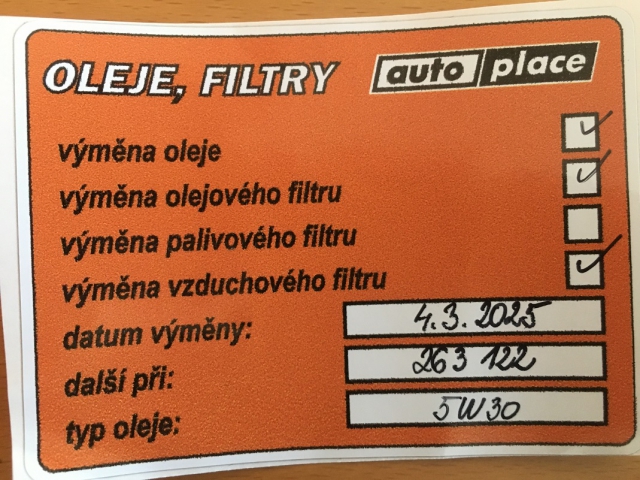 OLEJE, FILTRY auto place
výměna oleje ✓
výměna olejového filtru ✓
výměna palivového filtru
výměna vzduchového filtru ✓
datum výměny: 4.3.2025
další při: 263 122
typ oleje: 5W30